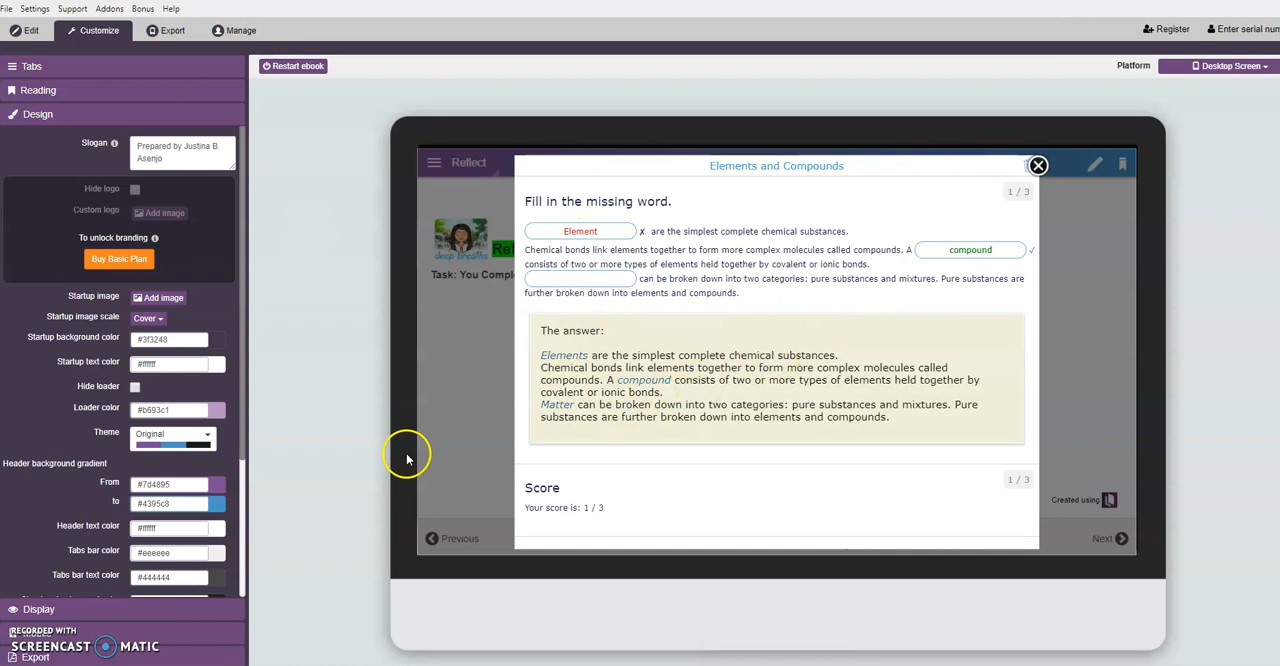 File Settings Support Addons Bonus Help
Edit Customize Export Manage Register Enter serial num
Tabs Restart ebook Platform Desktop Screen
Reading
Design
Slogan Prepared by Justina B.
Asenjo
Hide logo
Custom logo Add image
To unlock branding
Buy Basic Plan
Startup image Add image
Startup image scale Cover
Startup background color #3f3248
Startup text color #ffffff
Hide loader
Loader color #b693c1
Theme Original
Header background gradient
From #7d4895
to #4395c8
Header text color #ffffff
Tabs bar color #eeeeee
Tabs bar text color #444444
Display
RECORDED WITH
SCREENCAST MATIC
Export
Reflect
deep breaths
Ref
Task: You Comple
Elements and Compounds
1 / 3
Fill in the missing word.
Element ✗ are the simplest complete chemical substances.
Chemical bonds link elements together to form more complex molecules called compounds. A compound ✓
consists of two or more types of elements held together by covalent or ionic bonds.
can be broken down into two categories: pure substances and mixtures. Pure substances are
further broken down into elements and compounds.
The answer:
Elements are the simplest complete chemical substances.
Chemical bonds link elements together to form more complex molecules called
compounds. A compound consists of two or more types of elements held together by
covalent or ionic bonds.
Matter can be broken down into two categories: pure substances and mixtures. Pure
substances are further broken down into elements and compounds.
Score 1 / 3
Your score is: 1 / 3
Created using
Previous Next